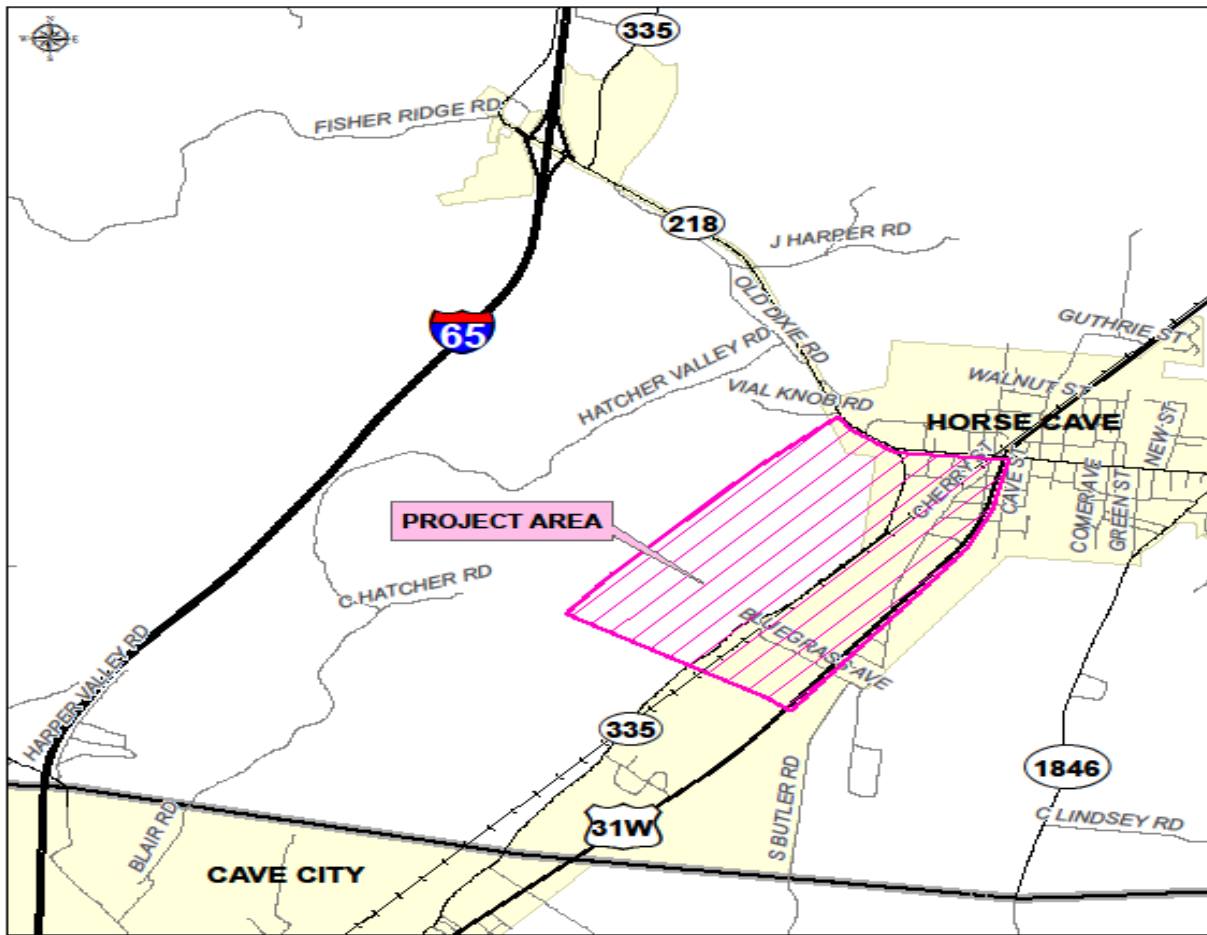 N
W
E
S
335
FISHER RIDGE RD
218
J HARPER RD
OLD DIXIE RD
65
GUTHRIE ST
HATCHER VALLEY RD
WALNUT ST
VIAL KNOB RD
HORSE CAVE
NEW ST
CHERRY ST
CAVE ST
COMER AVE
GREEN ST
PROJECT AREA
C HATCHER RD
BLUEGRASS AVE
HARPER VALLEY RD
335
1846
S BUTLER RD
C LINDSEY RD
31W
BLAIR RD
CAVE CITY